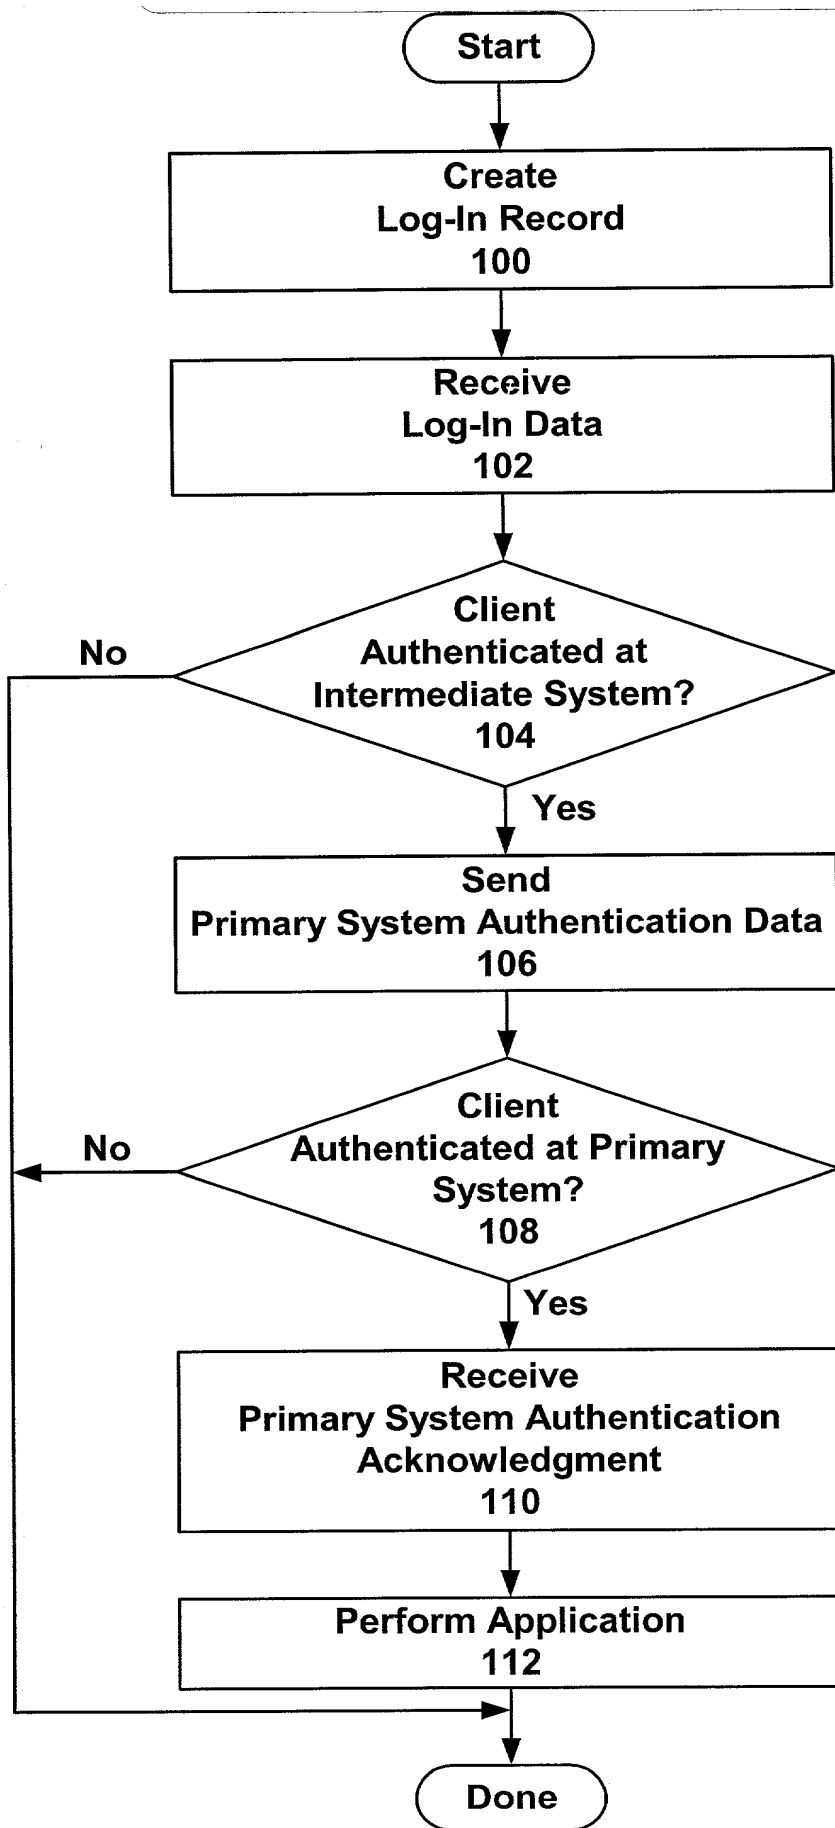 Start
Create
Log-In Record
100
Receive
Log-In Data
102
Client
Authenticated at
Intermediate System?
104
No
Yes
Send
Primary System Authentication Data
106
Client
Authenticated at Primary
System?
108
No
Yes
Receive
Primary System Authentication
Acknowledgment
110
Perform Application
112
Done